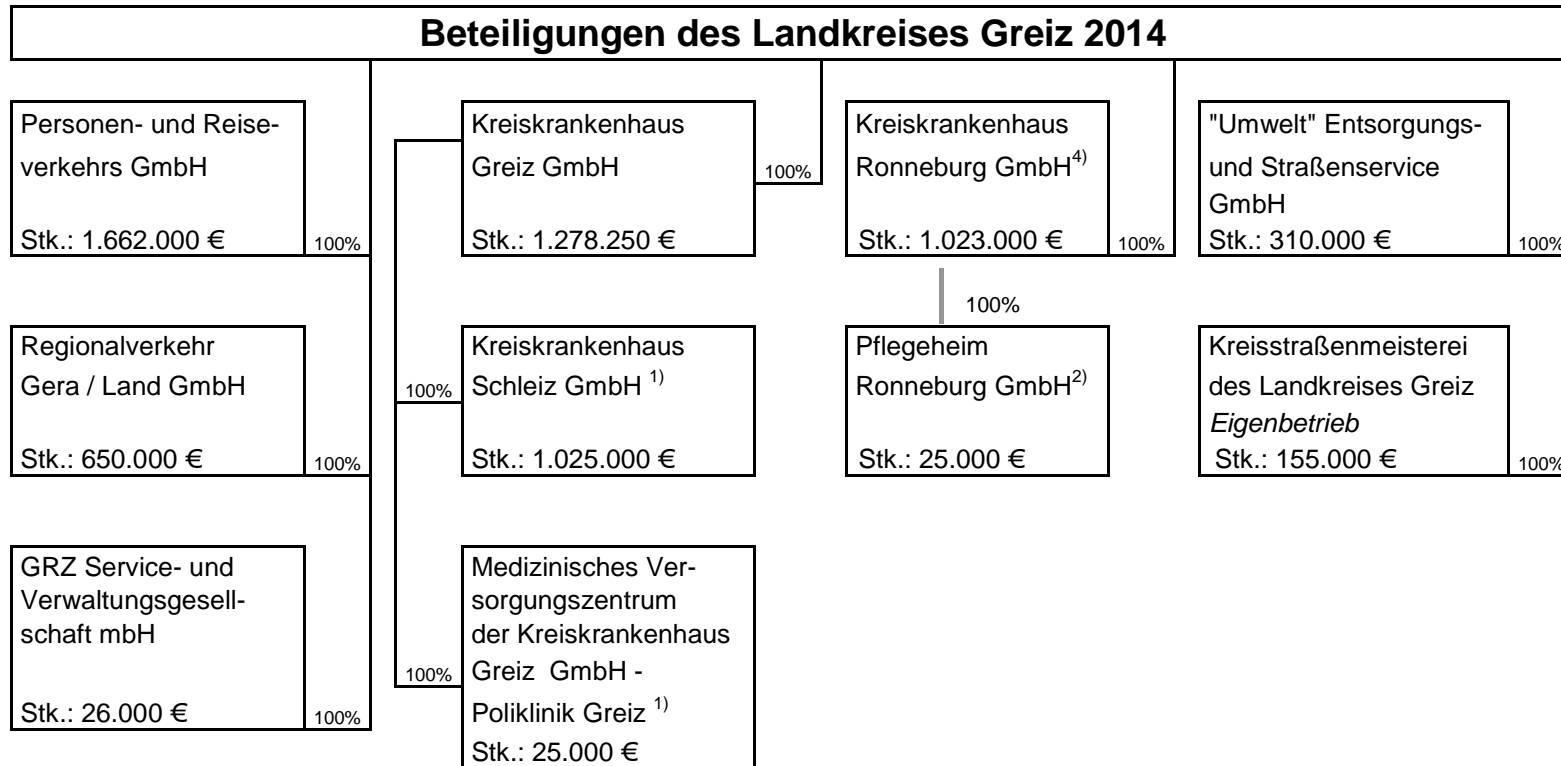 Beteiligungen des Landkreises Greiz 2014
Personen- und Reise-
verkehrs GmbH
Stk.: 1.662.000 €
100%
Kreiskrankenhaus
Greiz GmbH
Stk.: 1.278.250 €
100%
Kreiskrankenhaus
Ronneburg GmbH4)
Stk.: 1.023.000 €
100%
"Umwelt" Entsorgungs-
und Straßenservice
GmbH
Stk.: 310.000 €
100%
100%
Regionalverkehr
Gera / Land GmbH
Stk.: 650.000 €
100%
100%
Kreiskrankenhaus
Schleiz GmbH 1)
Stk.: 1.025.000 €
Pflegeheim
Ronneburg GmbH2)
Stk.: 25.000 €
Kreisstraßenmeisterei
des Landkreises Greiz
Eigenbetrieb
Stk.: 155.000 €
100%
GRZ Service- und
Verwaltungsgesell-
schaft mbH
Stk.: 26.000 €
100%
100%
Medizinisches Ver-
sorgungszentrum
der Kreiskrankenhaus
Greiz GmbH -
Poliklinik Greiz 1)
Stk.: 25.000 €